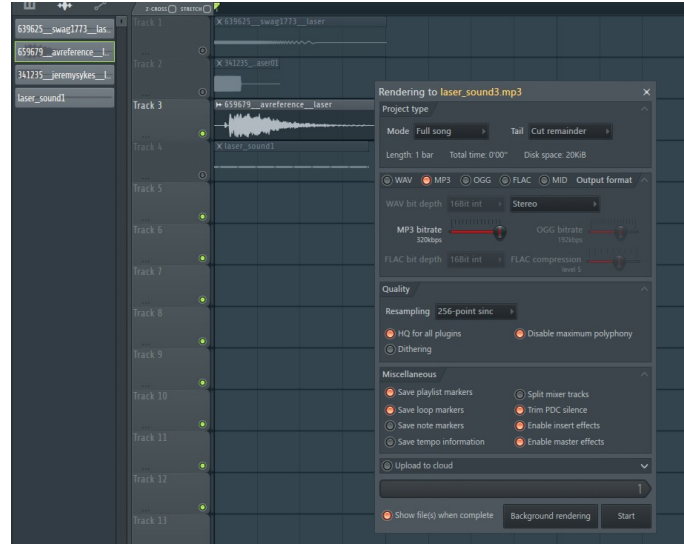 Z-CROSS STRETCH
639625__swag1773__las..
659679__avreference__l...
341235__jeremysykes__l...
laser_sound1
Track 1
639625__swag1773__laser
Track 2
341235_..aser01
Track 3
659679__avreference__laser
Track 4
laser_sound1
Track 5
Track 6
Track 7
Track 8
Track 9
Track 10
Track 11
Track 12
Track 13
Rendering to laser_sound3.mp3
Project type
Mode Full song Tail Cut remainder
Length: 1 bar Total time: 0'00" Disk space: 20KiB
WAV MP3 OGG FLAC MID Output format
WAV bit depth 16Bit int Stereo
MP3 bitrate OGG bitrate
320kbps 192kbps
FLAC bit depth 16Bit int FLAC compression
level 5
Quality
Resampling 256-point sinc
HQ for all plugins Disable maximum polyphony
Dithering
Miscellaneous
Save playlist markers Split mixer tracks
Save loop markers Trim PDC silence
Save note markers Enable insert effects
Save tempo information Enable master effects
Upload to cloud
1
Show file(s) when complete Background rendering Start